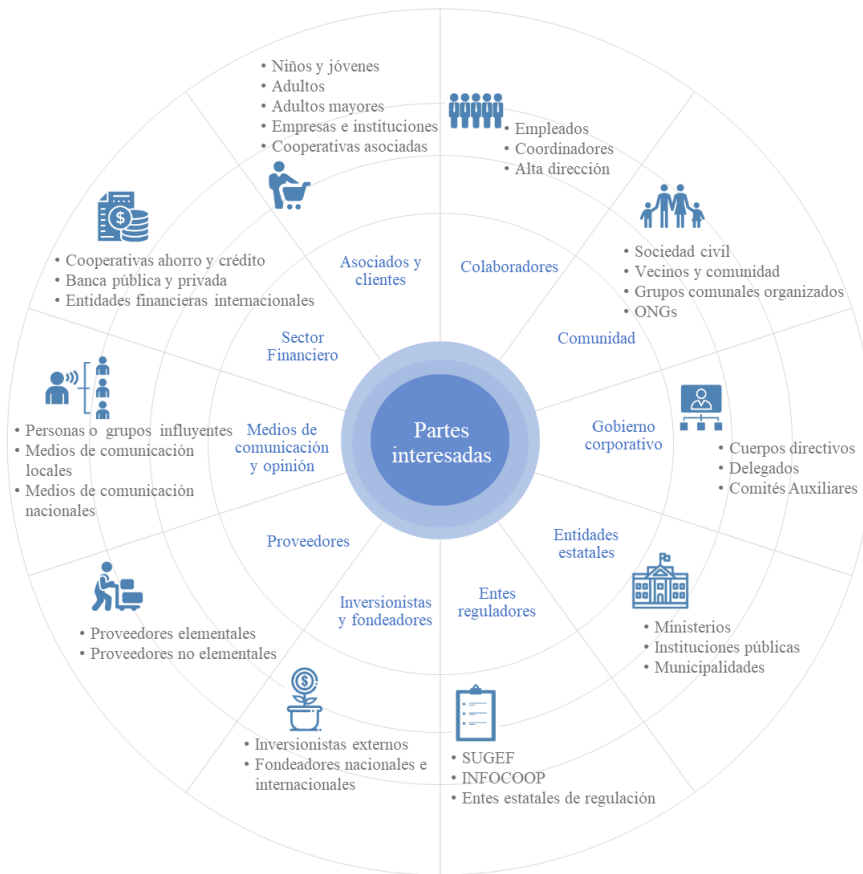 • Niños y jóvenes
• Adultos
• Adultos mayores
• Empresas e instituciones
• Cooperativas asociadas
Asociados y
clientes
• Empleados
• Coordinadores
• Alta dirección
Colaboradores
• Sociedad civil
• Vecinos y comunidad
• Grupos comunales organizados
• ONGs
Comunidad
Gobierno
corporativo
• Cuerpos directivos
• Delegados
• Comités Auxiliares
Entidades
estatales
• Ministerios
• Instituciones públicas
• Municipalidades
Entes
reguladores
• SUGEF
• INFOCOOP
• Entes estatales de regulación
Inversionistas
y fondeadores
• Inversionistas externos
• Fondeadores nacionales e
internacionales
Proveedores
• Proveedores elementales
• Proveedores no elementales
Medios de
comunicación
y opinión
• Personas o grupos influyentes
• Medios de comunicación
locales
• Medios de comunicación
nacionales
Sector
Financiero
$
• Cooperativas ahorro y crédito
• Banca pública y privada
• Entidades financieras internacionales
Partes
interesadas
$